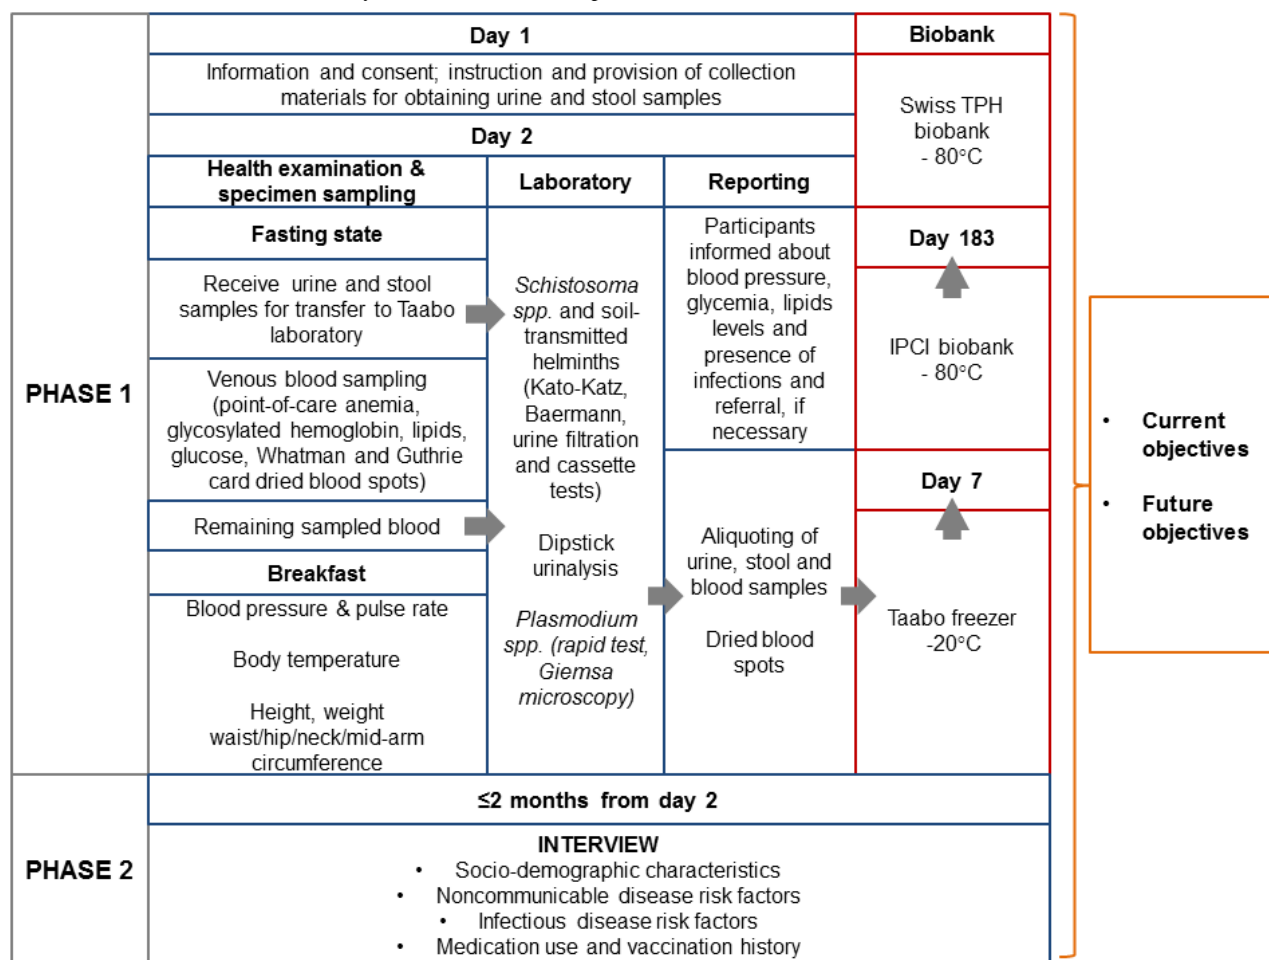 PHASE 1
Day 1
Information and consent; instruction and provision of collection
materials for obtaining urine and stool samples
Day 2
Health examination &
specimen sampling
Fasting state
Receive urine and stool
samples for transfer to Taabo
laboratory
Venous blood sampling
(point-of-care anemia,
glycosylated hemoglobin, lipids,
glucose, Whatman and Guthrie
card dried blood spots)
Remaining sampled blood
Breakfast
Blood pressure & pulse rate
Body temperature
Height, weight
waist/hip/neck/mid-arm
circumference
Laboratory
Schistosoma
spp. and soil-
transmitted
helminths
(Kato-Katz,
Baermann,
urine filtration
and cassette
tests)
Dipstick
urinalysis
Plasmodium
spp. (rapid test,
Giemsa
microscopy)
Reporting
Participants
informed about
blood pressure,
glycemia, lipids
levels and
presence of
infections and
referral, if
necessary
Aliquoting of
urine, stool and
blood samples
Dried blood
spots
Biobank
Swiss TPH
biobank
- 80°C
Day 183
IPCI biobank
- 80°C
Day 7
Taabo freezer
-20°C
PHASE 2
≤2 months from day 2
INTERVIEW
• Socio-demographic characteristics
• Noncommunicable disease risk factors
• Infectious disease risk factors
• Medication use and vaccination history
• Current
objectives
• Future
objectives